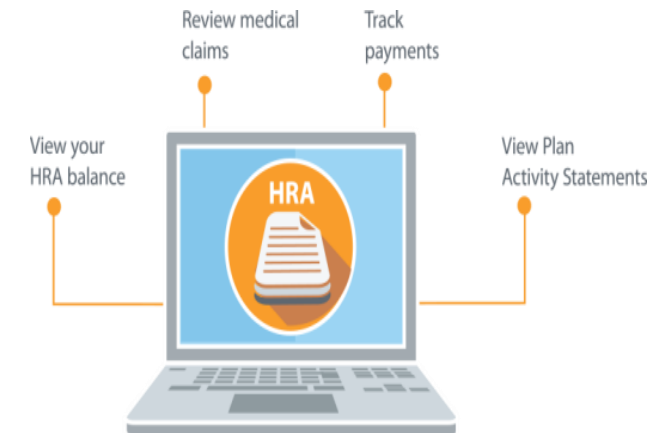 Review medical
claims
Track
payments
View your
HRA balance
View Plan
Activity Statements
HRA